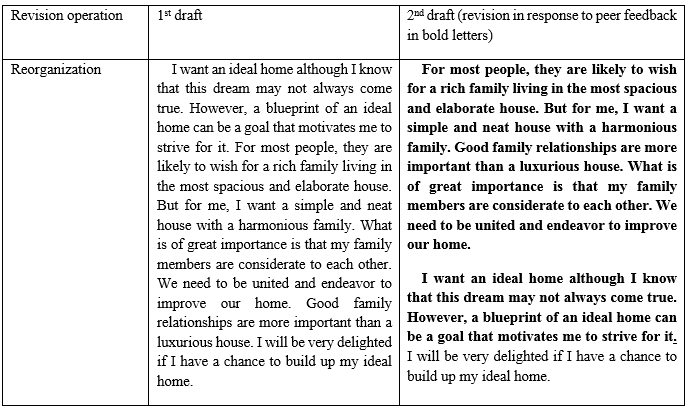 Revision operation
1st draft
2nd draft (revision in response to peer feedback
in bold letters)
Reorganization
I want an ideal home although I know
that this dream may not always come
true. However, a blueprint of an ideal
home can be a goal that motivates me to
strive for it. For most people, they are
likely to wish for a rich family living in
the most spacious and elaborate house.
But for me, I want a simple and neat
house with a harmonious family. What
is of great importance is that my family
members are considerate to each other.
We need to be united and endeavor to
improve our home. Good family
relationships are more important than a
luxurious house. I will be very delighted
if I have a chance to build up my ideal
home.
For most people, they are likely to wish
for a rich family living in the most spacious
and elaborate house. But for me, I want a
simple and neat house with a harmonious
family. Good family relationships are more
important than a luxurious house. What is
of great importance is that my family
members are considerate to each other. We
need to be united and endeavor to improve
our home.
I want an ideal home although I know
that this dream may not always come true.
However, a blueprint of an ideal home can
be a goal that motivates me to strive for it.
I will be very delighted if I have a chance to
build up my ideal home.